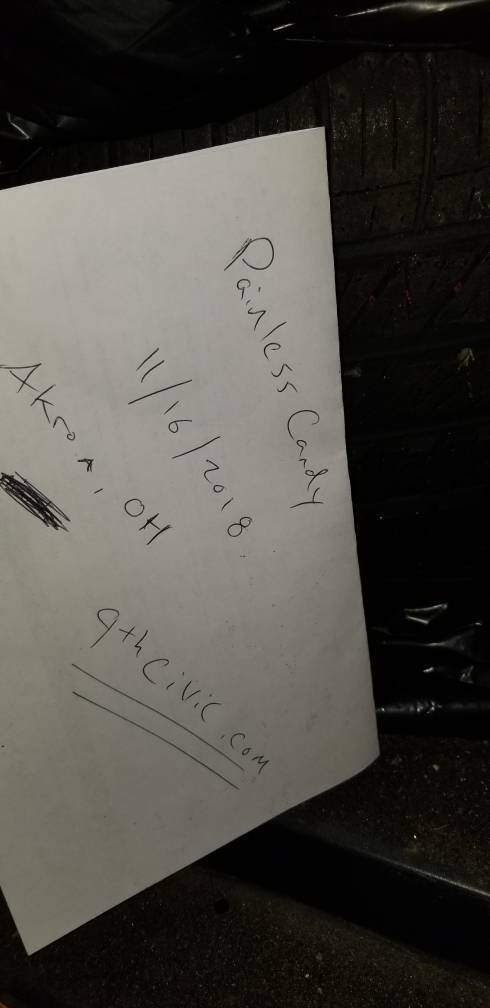 Painless Candy
11/16/2018.
Akron, OH
9thCivic.com